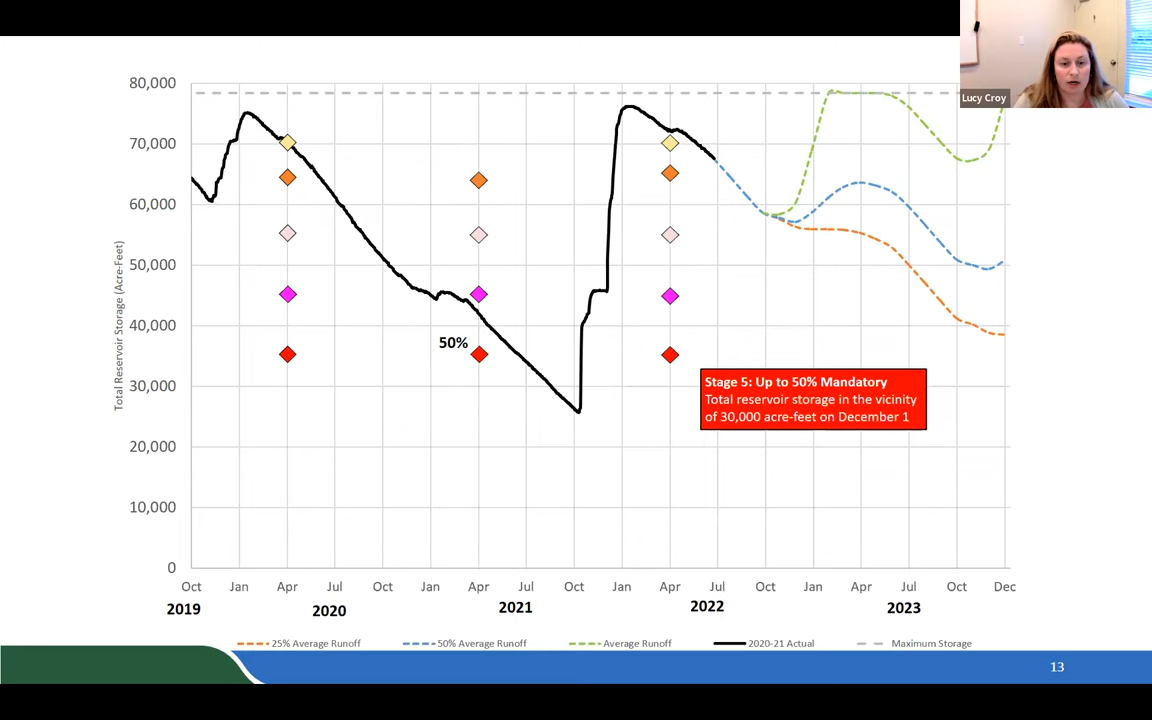 Lucy Croy
80,000
70,000
60,000
50,000
40,000
30,000
20,000
10,000
0
Total Reservoir Storage (Acre-Feet)
50%
Stage 5: Up to 50% Mandatory
Total reservoir storage in the vicinity
of 30,000 acre-feet on December 1
Oct Jan Apr Jul Oct Jan Apr Jul Oct Jan Apr Jul Oct Jan Apr Jul Oct Dec
2019 2020 2021 2022 2023
25% Average Runoff 50% Average Runoff Average Runoff 2020-21 Actual Maximum Storage
13